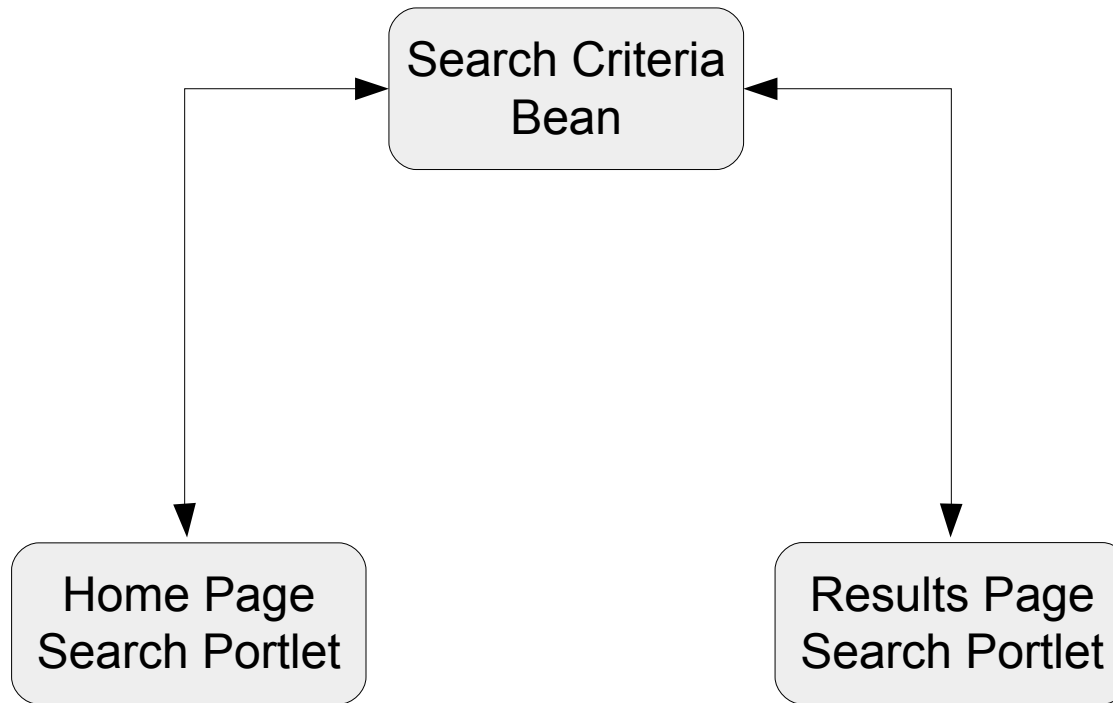 Search Criteria
Bean
Home Page
Search Portlet
Results Page
Search Portlet